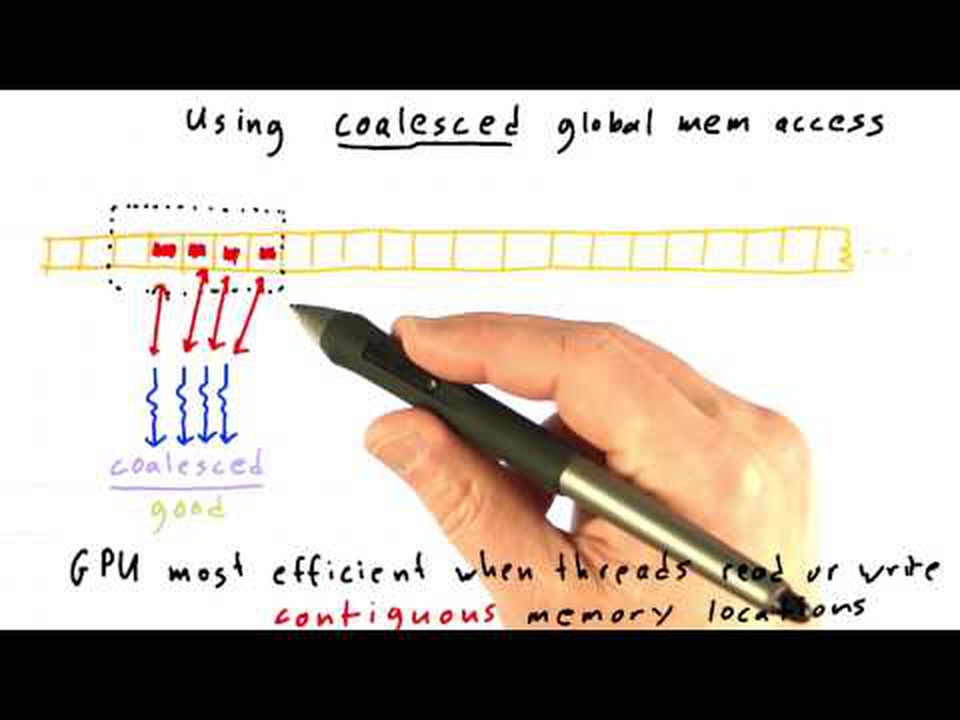 Using coalesced global mem access
coalesced
good
GPU most efficient when threads read or write
contiguous memory locations